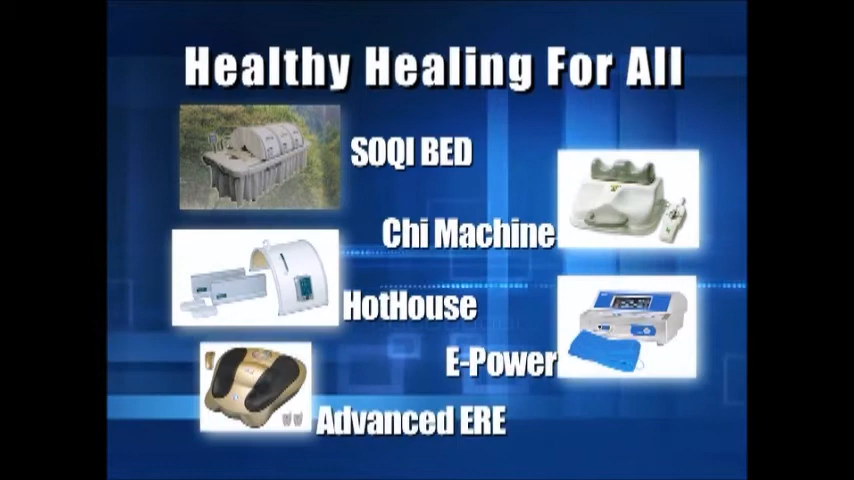 Healthy Healing For All
SOQI BED
Chi Machine
HotHouse
E-Power
Advanced ERE